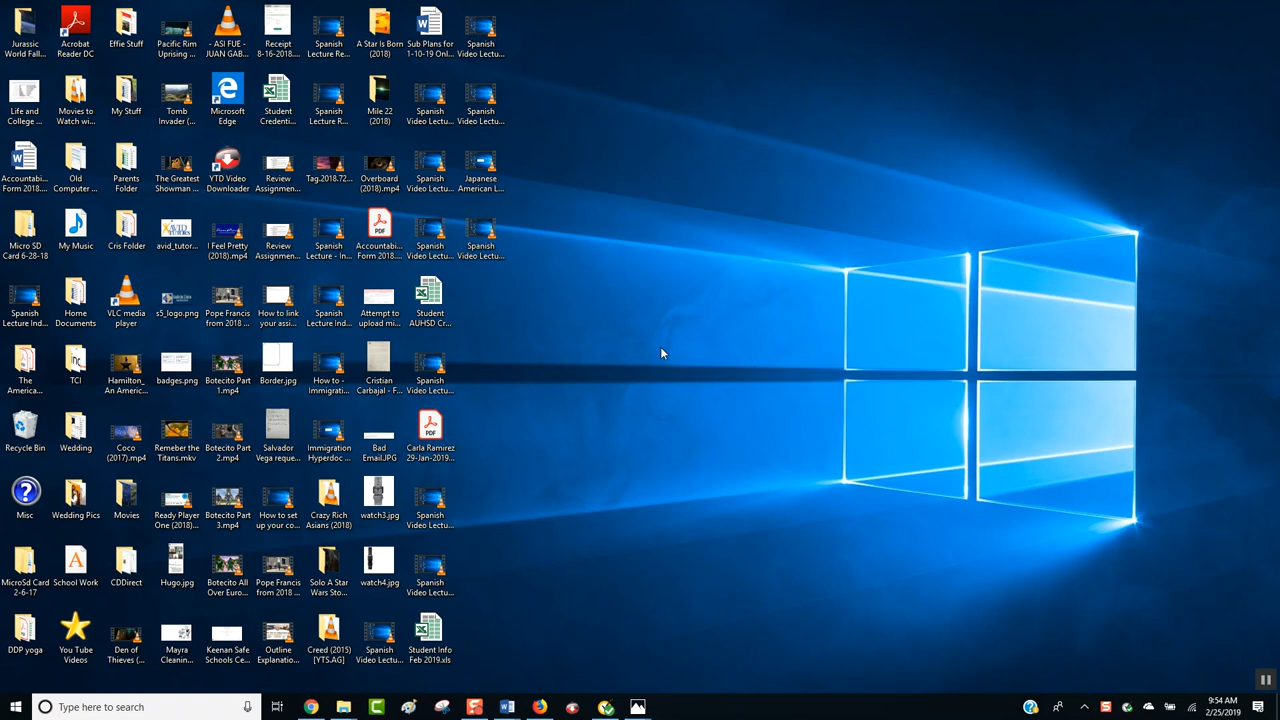 Jurassic World Fall...
Acrobat Reader DC
Effie Stuff
Pacific Rim Uprising ...
- ASI FUE - JUAN GAB...
Receipt 8-16-2018....
Spanish Lecture Re...
A Star Is Born (2018)
Sub Plans for 1-10-19 Onl...
Spanish Video Lectu...
Life and College ...
Movies to Watch wi...
My Stuff
Tomb Invader (...
Microsoft Edge
Student Credenti...
Spanish Lecture R...
Mile 22 (2018)
Spanish Video Lectu...
Spanish Video Lectu...
Accountabi... Form 2018....
Old Computer ...
Parents Folder
The Greatest Showman ...
YTD Video Downloader
Review Assignmen...
Tag.2018.72...
Overboard (2018).mp4
Spanish Video Lectu...
Japanese American L...
Micro SD Card 6-28-18
My Music
Cris Folder
avid_tutor...
I Feel Pretty (2018).mp4
Review Assignmen...
Spanish Lecture - In...
Accountabi... Form 2018....
Spanish Video Lectu...
Spanish Video Lectu...
Spanish Lecture Ind...
Home Documents
VLC media player
s5_logo.png
Pope Francis from 2018 ...
How to link your assi...
Spanish Lecture Ind...
Attempt to upload mi...
Student AUHSD Cr...
The America...
TCI
Hamilton_ An Americ...
badges.png
Botecito Part 1.mp4
Border.jpg
How to - Immigrati...
Cristian Carbajal - F...
Spanish Video Lectu...
Recycle Bin
Wedding
Coco (2017).mp4
Remeber the Titans.mkv
Botecito Part 2.mp4
Salvador Vega reque...
Immigration Hyperdoc ...
Bad Email.JPG
Carla Ramirez 29-Jan-2019...
Misc
Wedding Pics
Movies
Ready Player One (2018)...
Botecito Part 3.mp4
How to set up your co...
Crazy Rich Asians (2018)
watch3.jpg
Spanish Video Lectu...
MicroSd Card 2-6-17
School Work
CDDirect
Hugo.jpg
Botecito All Over Euro...
Pope Francis from 2018 ...
Solo A Star Wars Sto...
watch4.jpg
Spanish Video Lectu...
DDP yoga
You Tube Videos
Den of Thieves (...
Mayra Cleanin...
Keenan Safe Schools Ce...
Outline Explanatio...
Creed (2015) [YTS.AG]
Spanish Video Lectu...
Student Info Feb 2019.xls
Type here to search
9:54 AM
2/25/2019